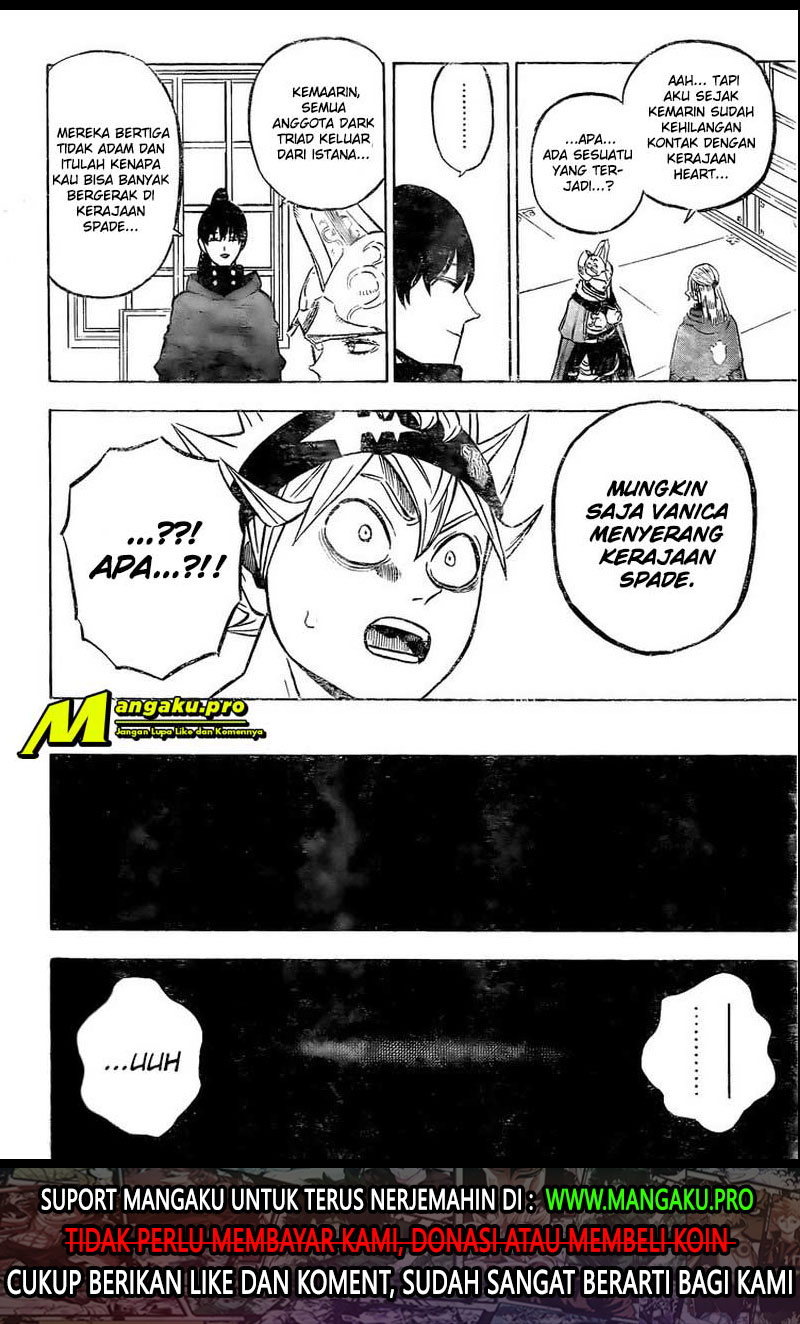 AAH... TAPI
AKU SEJAK
KEMARIN SUDAH
KEHILANGAN
KONTAK DENGAN
KERAJAAN
HEART...
...APA...
ADA SESUATU
YANG TER-
JADI...?
KEMAARIN,
SEMUA
ANGGOTA DARK
TRIAD KELUAR
DARI ISTANA...
MEREKA BERTIGA
TIDAK ADAM DAN
ITULAH KENAPA
KAU BISA BANYAK
BERGERAK DI
KERAJAAN
SPADE...
MUNGKIN
SAJA VANICA
MENYERANG
KERAJAAN
SPADE.
...??!
APA...?!!
Mangaku.pro
Jangan Lupa Like dan Komennya
...UUH
SUPORT MANGAKU UNTUK TERUS NERJEMAHIN DI : WWW.MANGAKU.PRO
TIDAK PERLU MEMBAYAR KAMI, DONASI ATAU MEMBELI KOIN
CUKUP BERIKAN LIKE DAN KOMENT, SUDAH SANGAT BERARTI BAGI KAMI